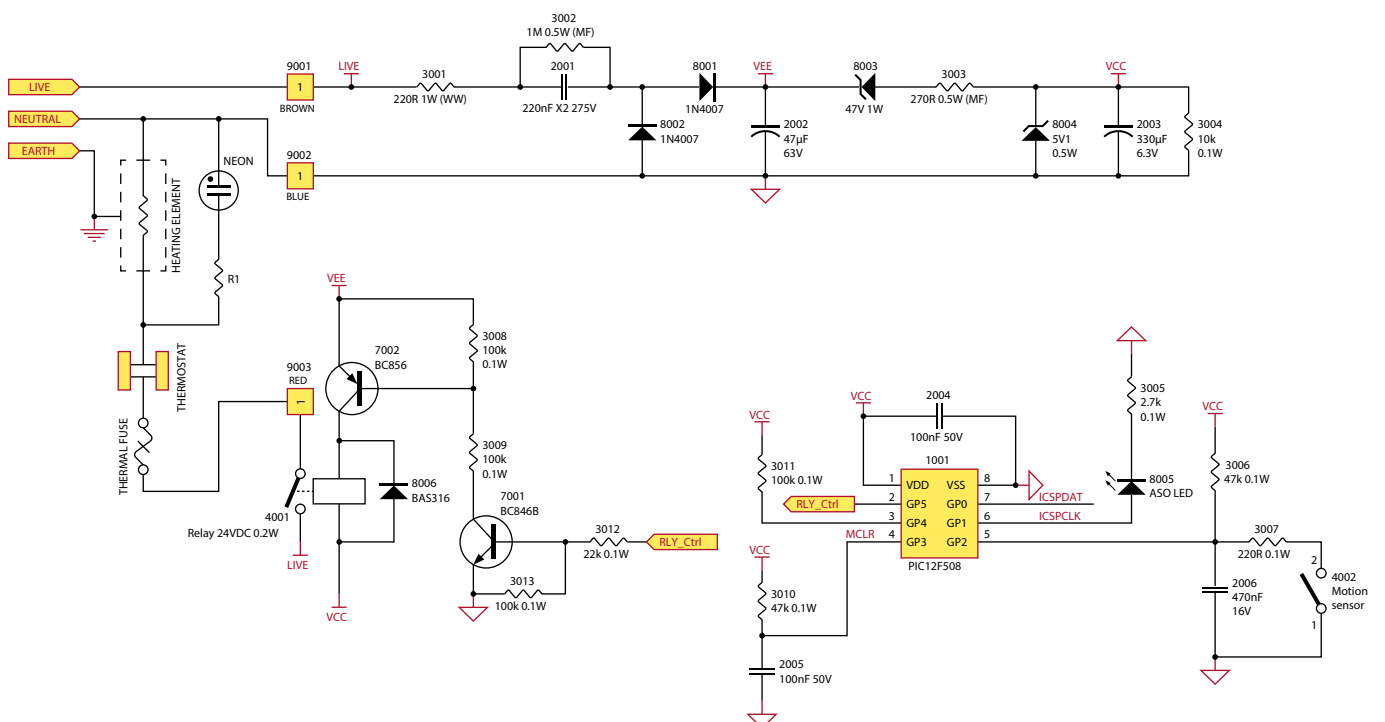 3002
1M 0.5W (MF)
9001
LIVE
3001
2001
8001
VEE
8003
3003
VCC
LIVE
1
220R 1W (WW)
220nF X2 275V
1N4007
47V 1W
270R 0.5W (MF)
BROWN
NEUTRAL
8002
1N4007
2002
47µF
63V
8004
5V1
0.5W
2003
330µF
6.3V
3004
10k
0.1W
EARTH
9002
1
BLUE
NEON
HEATING ELEMENT
R1
VEE
3008
100k
0.1W
7002
BC856
THERMOSTAT
9003
RED
1
3009
100k
0.1W
THERMAL FUSE
8006
BAS316
4001
Relay 24VDC 0.2W
LIVE
7001
BC846B
3012
22k 0.1W
RLY_Ctrl
3013
100k 0.1W
VCC
VCC
2004
100nF 50V
3005
2.7k
0.1W
VCC
VCC
3011
100k 0.1W
1001
3006
47k 0.1W
8005
ASO LED
1 VDD VSS 8
RLY_Ctrl 2 GP5 GP0 7 ICSPDAT
3 GP4 GP1 6 ICSPCLK
MCLR 4 GP3 GP2 5
PIC12F508
3007
220R 0.1W
VCC
3010
47k 0.1W
2006
470nF
16V
2
4002
Motion
sensor
1
2005
100nF 50V